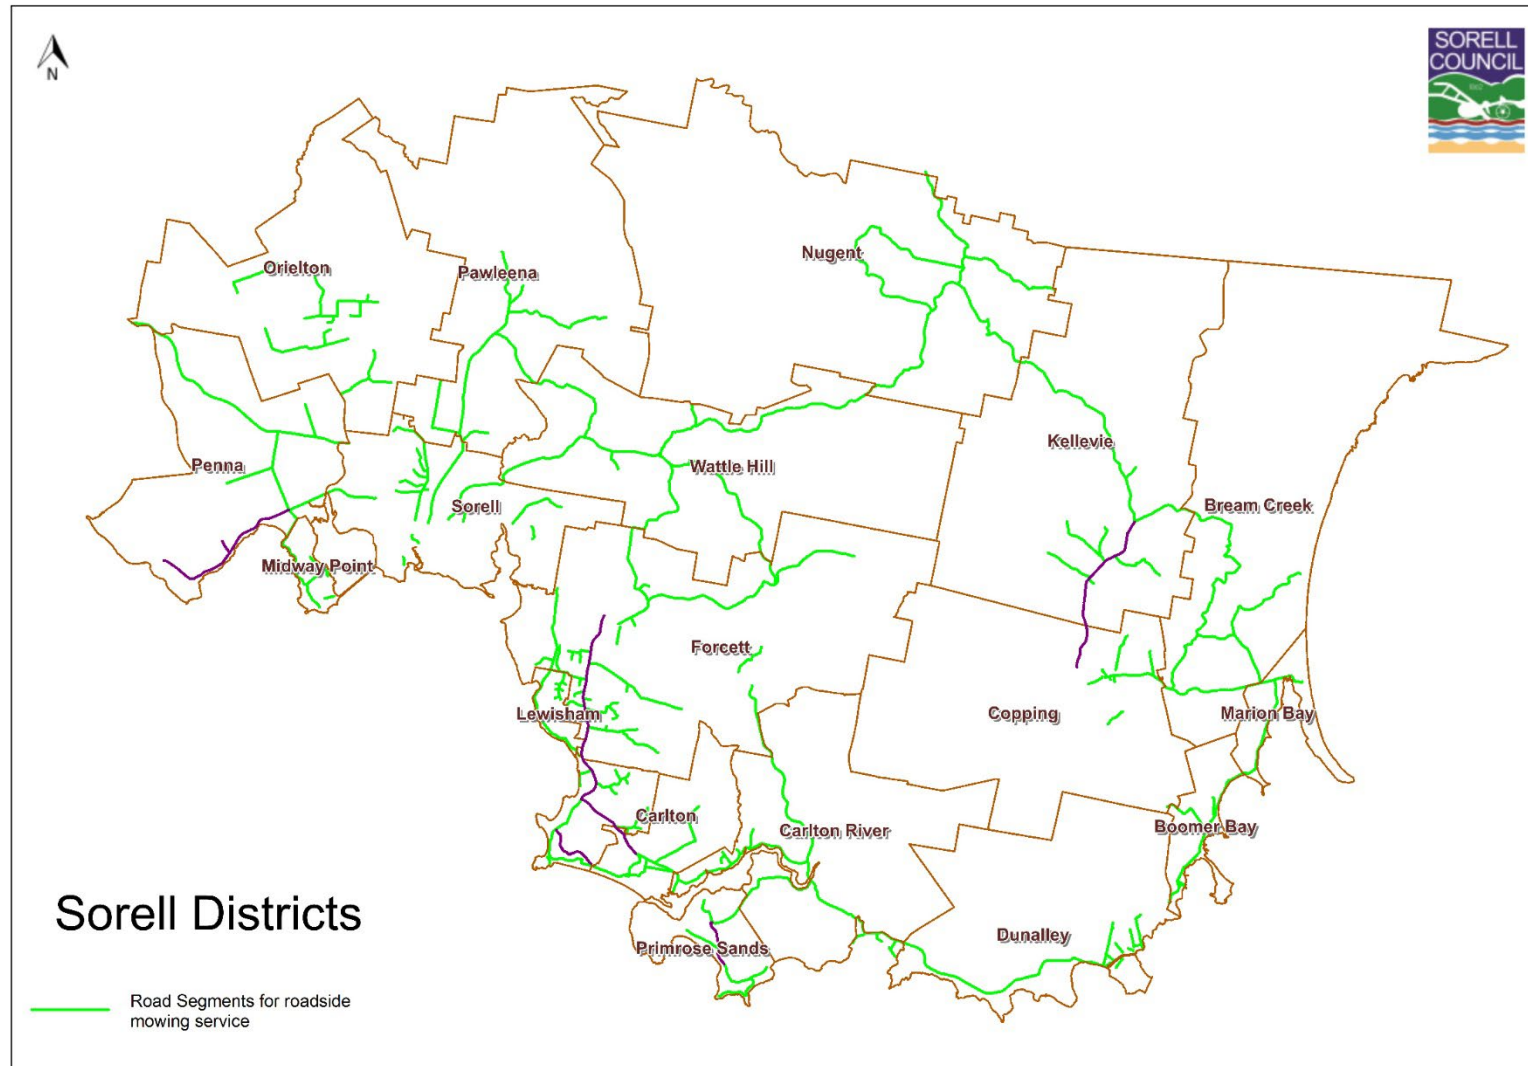 N
SORELL
COUNCIL
Orielton
Pawleena
Nugent
Kellevie
Penna
Wattle Hill
Sorell
Bream Creek
Midway Point
Forcett
Lewisham
Copping
Marion Bay
Carlton
Carlton River
Boomer Bay
Sorell Districts
Dunalley
Primrose Sands
Road Segments for roadside
mowing service